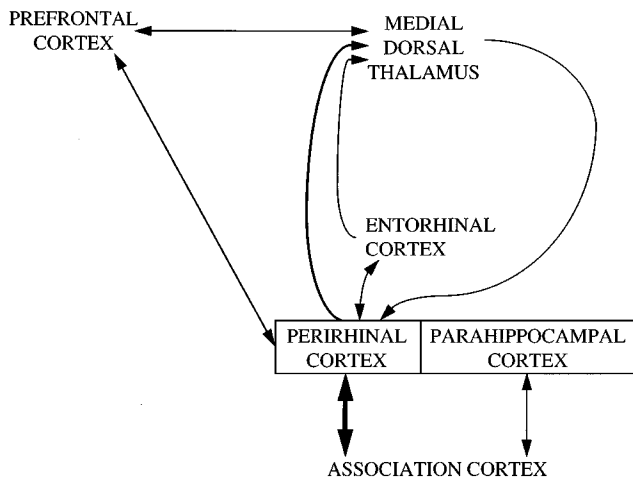 PREFRONTAL
CORTEX
MEDIAL
DORSAL
THALAMUS
ENTORHINAL
CORTEX
PERIRHINAL
CORTEX
PARAHIPPOCAMPAL
CORTEX
ASSOCIATION CORTEX